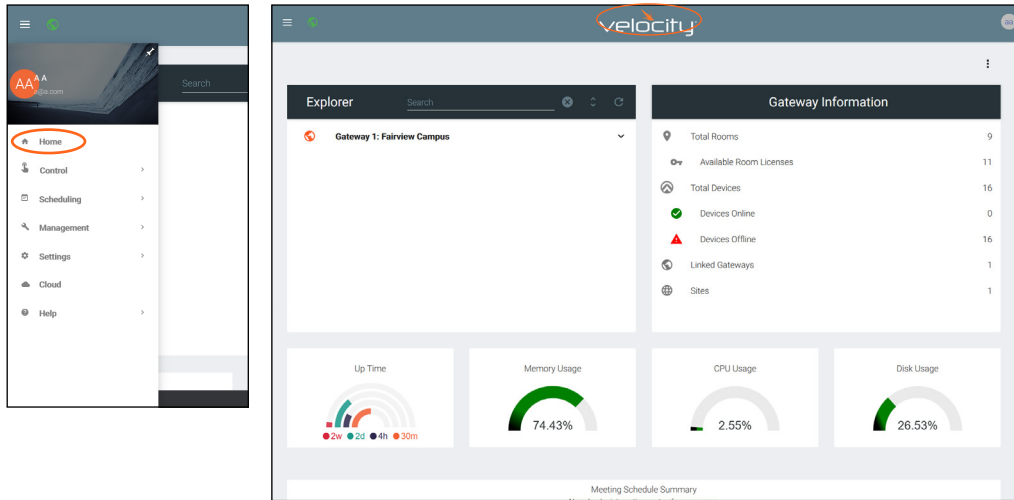 AA
A A
a@a.com
Search
Home
Control
Scheduling
Management
Settings
Cloud
Help
velocity
aa
Explorer
Search
Gateway 1: Fairview Campus
Gateway Information
Total Rooms 9
Available Room Licenses 11
Total Devices 16
Devices Online 0
Devices Offline 16
Linked Gateways 1
Sites 1
Up Time
2w 2d 4h 30m
Memory Usage
74.43%
CPU Usage
2.55%
Disk Usage
26.53%
Meeting Schedule Summary